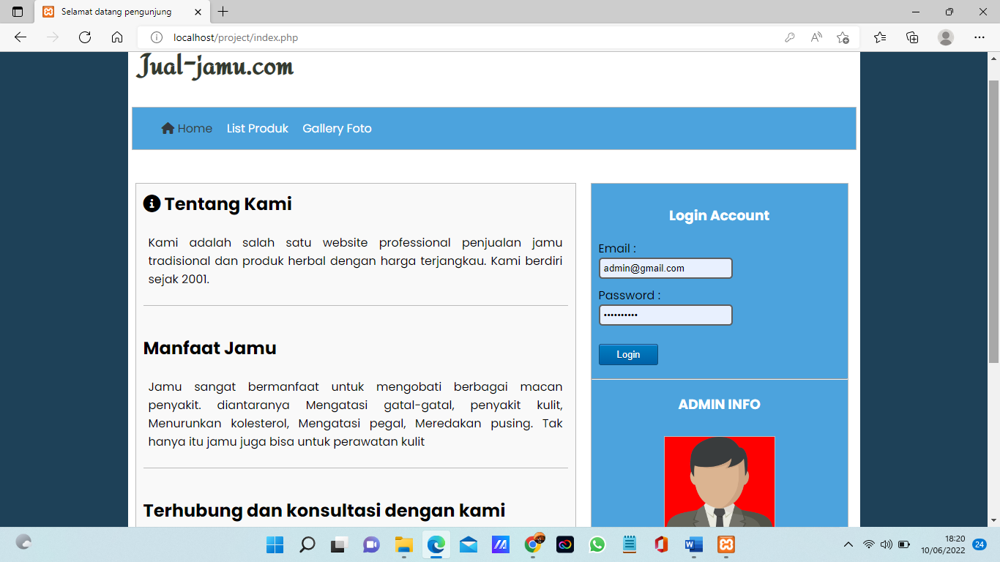 Selamat datang pengunjung
localhost/project/index.php
Jual-jamu.com
Home List Produk Gallery Foto
Tentang Kami
Kami adalah salah satu website professional penjualan jamu
tradisional dan produk herbal dengan harga terjangkau. Kami berdiri
sejak 2001.
Manfaat Jamu
Jamu sangat bermanfaat untuk mengobati berbagai macan
penyakit. diantaranya Mengatasi gatal-gatal, penyakit kulit,
Menurunkan kolesterol, Mengatasi pegal, Meredakan pusing. Tak
hanya itu jamu juga bisa untuk perawatan kulit
Terhubung dan konsultasi dengan kami
Login Account
Email :
admin@gmail.com
Password :
••••••••••
Login
ADMIN INFO
18:20
10/06/2022
24